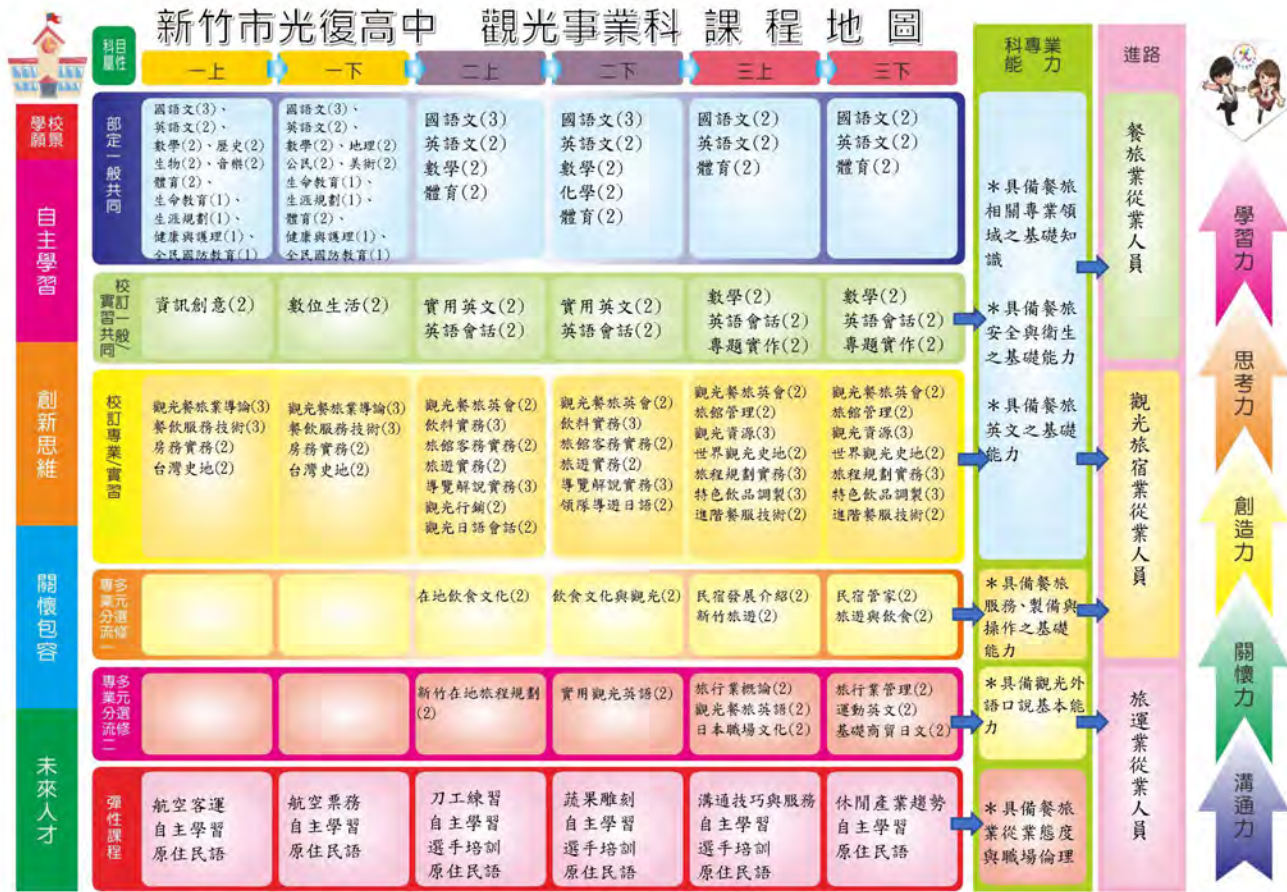 新竹市光復高中 觀光事業科 課程地圖
科目
屬性
一上
一下
二上
二下
三上
三下
科專業
能力
進路
學校
願景
自主學習
創新思維
關懷包容
未來人才
部定一般共同
國語文(3)、
英語文(2)、
數學(2)、歷史(2)
生物(2)、音樂(2)
體育(2)、
生命教育(1)、
生涯規劃(1)、
健康與護理(1)、
全民國防教育(1)
國語文(3)、
英語文(2)、
數學(2)、地理(2)
公民(2)、美術(2)
生命教育(1)、
生涯規劃(1)、
體育(2)、
健康與護理(1)、
全民國防教育(1)
國語文(3)
英語文(2)
數學(2)
體育(2)
國語文(3)
英語文(2)
數學(2)
化學(2)
體育(2)
國語文(2)
英語文(2)
體育(2)
國語文(2)
英語文(2)
體育(2)
校訂一般/
實習共同
資訊創意(2)
數位生活(2)
實用英文(2)
英語會話(2)
實用英文(2)
英語會話(2)
數學(2)
英語會話(2)
專題實作(2)
數學(2)
英語會話(2)
專題實作(2)
校訂專業/實習
觀光餐旅業導論(3)
餐飲服務技術(3)
房務實務(2)
台灣史地(2)
觀光餐旅業導論(3)
餐飲服務技術(3)
房務實務(2)
台灣史地(2)
觀光餐旅英會(2)
飲料實務(3)
旅館客務實務(2)
旅遊實務(2)
導覽解說實務(3)
觀光行銷(2)
觀光日語會話(2)
觀光餐旅英會(2)
飲料實務(3)
旅館客務實務(2)
旅遊實務(2)
導覽解說實務(3)
領隊導遊日語(2)
觀光餐旅英會(2)
旅館管理(2)
觀光資源(3)
世界觀光史地(2)
旅程規劃實務(3)
特色飲品調製(3)
進階餐服技術(2)
觀光餐旅英會(2)
旅館管理(2)
觀光資源(3)
世界觀光史地(2)
旅程規劃實務(3)
特色飲品調製(3)
進階餐服技術(2)
多元選修
專業分流一
在地飲食文化(2)
飲食文化與觀光(2)
民宿發展介紹(2)
新竹旅遊(2)
民宿管家(2)
旅遊與飲食(2)
多元選修
專業分流二
新竹在地旅程規劃
(2)
實用觀光英語(2)
旅行業概論(2)
觀光餐旅英語(2)
日本職場文化(2)
旅行業管理(2)
運動英文(2)
基礎商貿日文(2)
彈性課程
航空客運
自主學習
原住民語
航空票務
自主學習
原住民語
刀工練習
自主學習
選手培訓
原住民語
蔬果雕刻
自主學習
選手培訓
原住民語
溝通技巧與服務
自主學習
選手培訓
原住民語
休閒產業趨勢
自主學習
原住民語
＊具備餐旅
相關專業領
域之基礎知
識
＊具備餐旅
安全與衛生
之基礎能力
＊具備餐旅
英文之基礎
能力
＊具備餐旅
服務、製備與
操作之基礎
能力
＊具備觀光外
語口說基本能
力
＊具備餐旅
業從業態度
與職場倫理
餐旅業從業人員
觀光旅宿業從業人員
旅運業從業人員
學習力
思考力
創造力
關懷力
溝通力